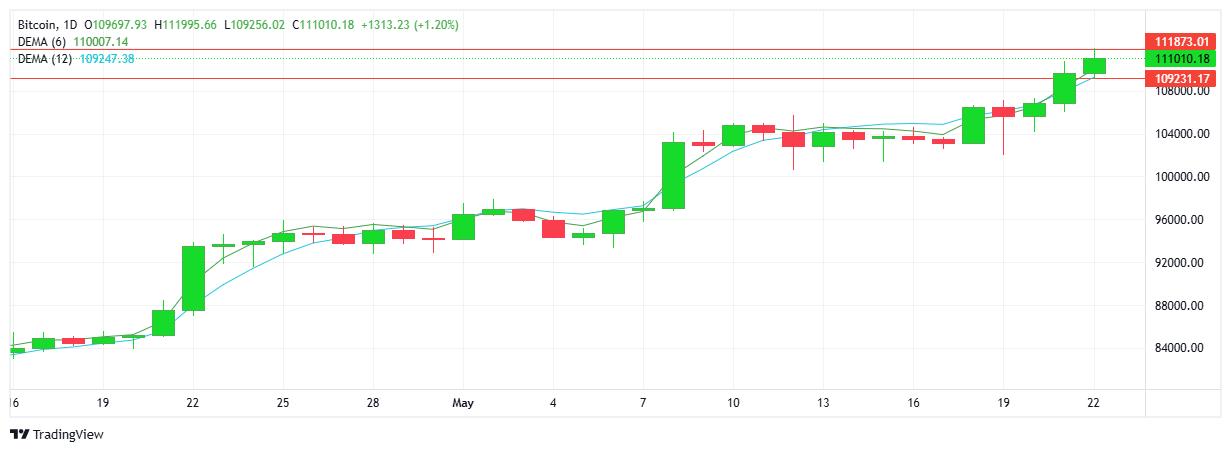 Bitcoin, 1D O109697.93 H111995.66 L109256.02 C111010.18 +1313.23 (+1.20%)
DEMA (6) 110007.14
DEMA (12) 109247.38
111873.01
111010.18
109231.17
108000.00
104000.00
100000.00
96000.00
92000.00
88000.00
84000.00
16 19 22 25 28 May 4 7 10 13 16 19 22
TradingView